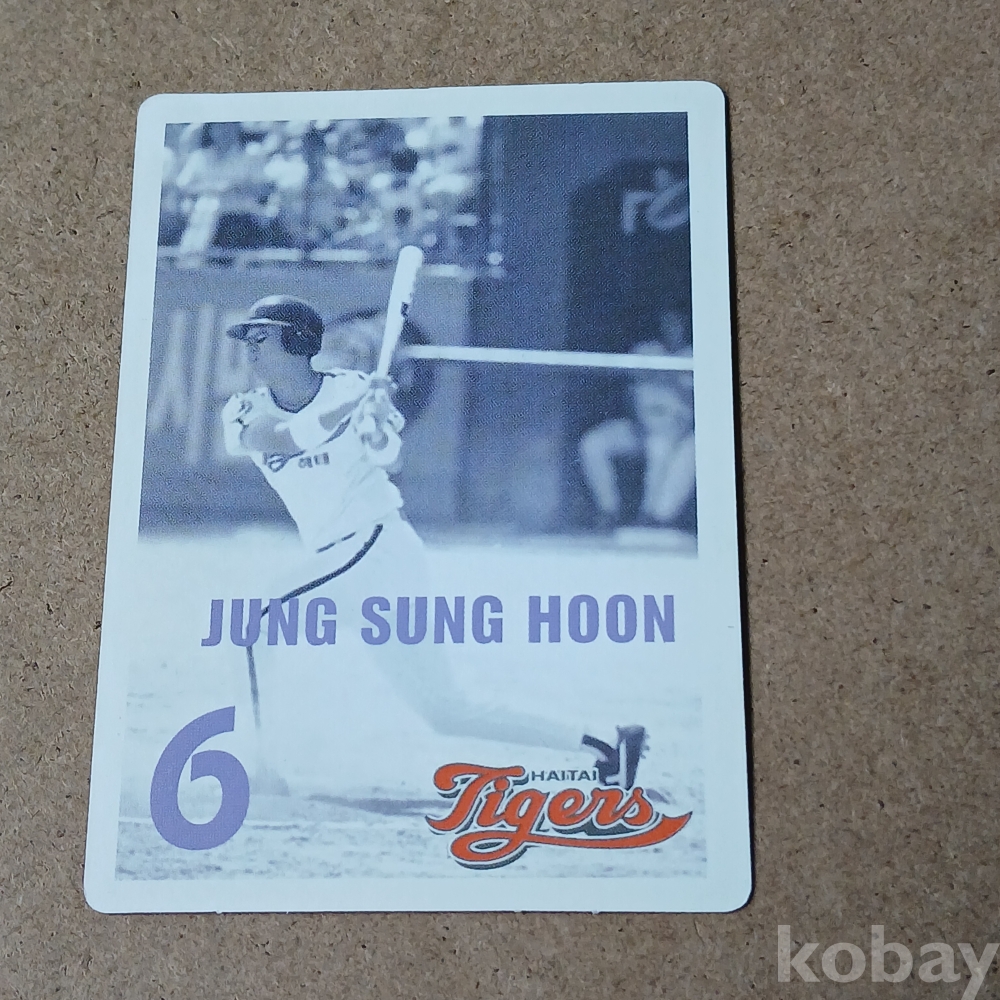 JUNG SUNG HOON
6
HAITAI
Tigers
kobay